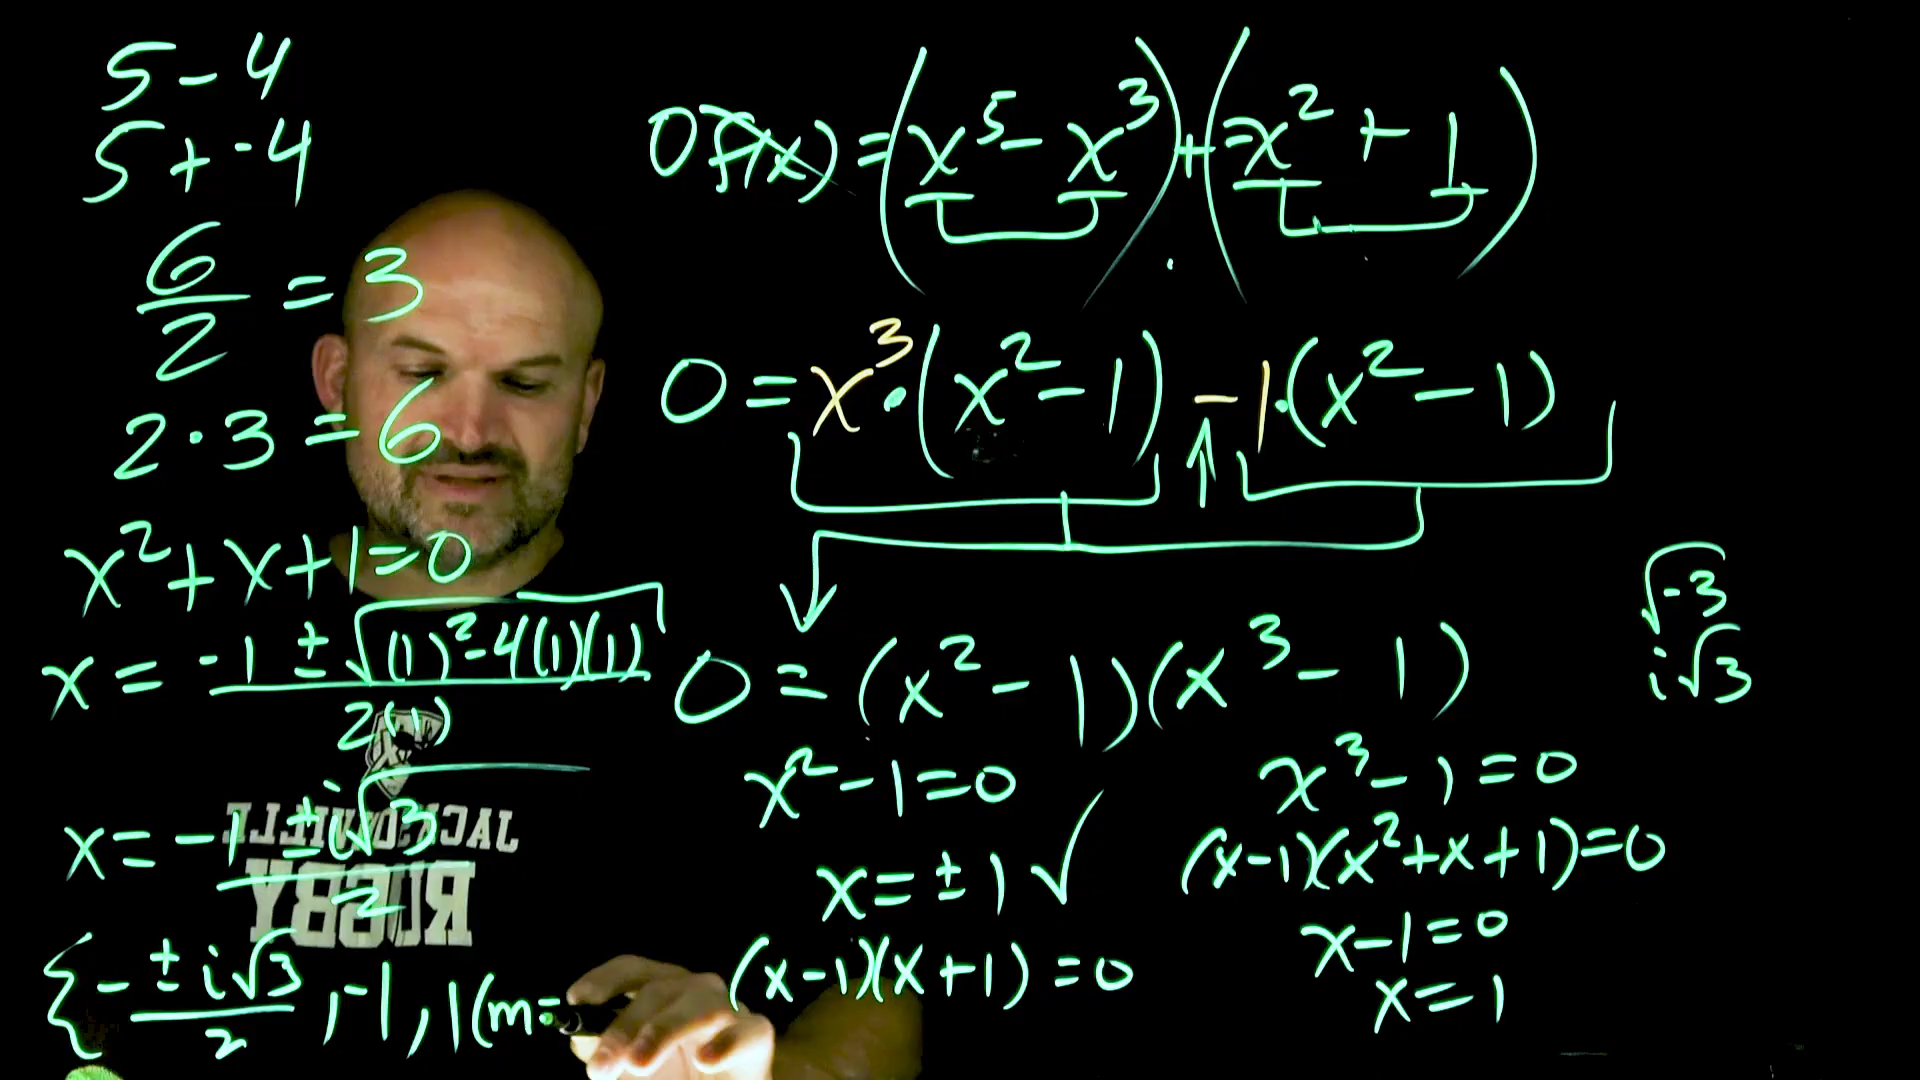 5 - 4
5 + -4
6/2 = 3
2 · 3 = 6
x² + x + 1 = 0
x = -1 ± √(1)² - 4(1)(1) / 2(1)
x = -1 ± i√3 / 2
{ - ± i√3 / 2 , -1 , 1 (m =
0 f(x) = (x⁵ - x³) + (-x² + 1)
0 = x³ · (x² - 1) - 1 · (x² - 1)
0 = (x² - 1)(x³ - 1)
x² - 1 = 0
x = ± 1 ✓
(x - 1)(x + 1) = 0
x³ - 1 = 0
(x - 1)(x² + x + 1) = 0
x - 1 = 0
x = 1
√-3
i√3
JACKSONVILLE
RUGBY